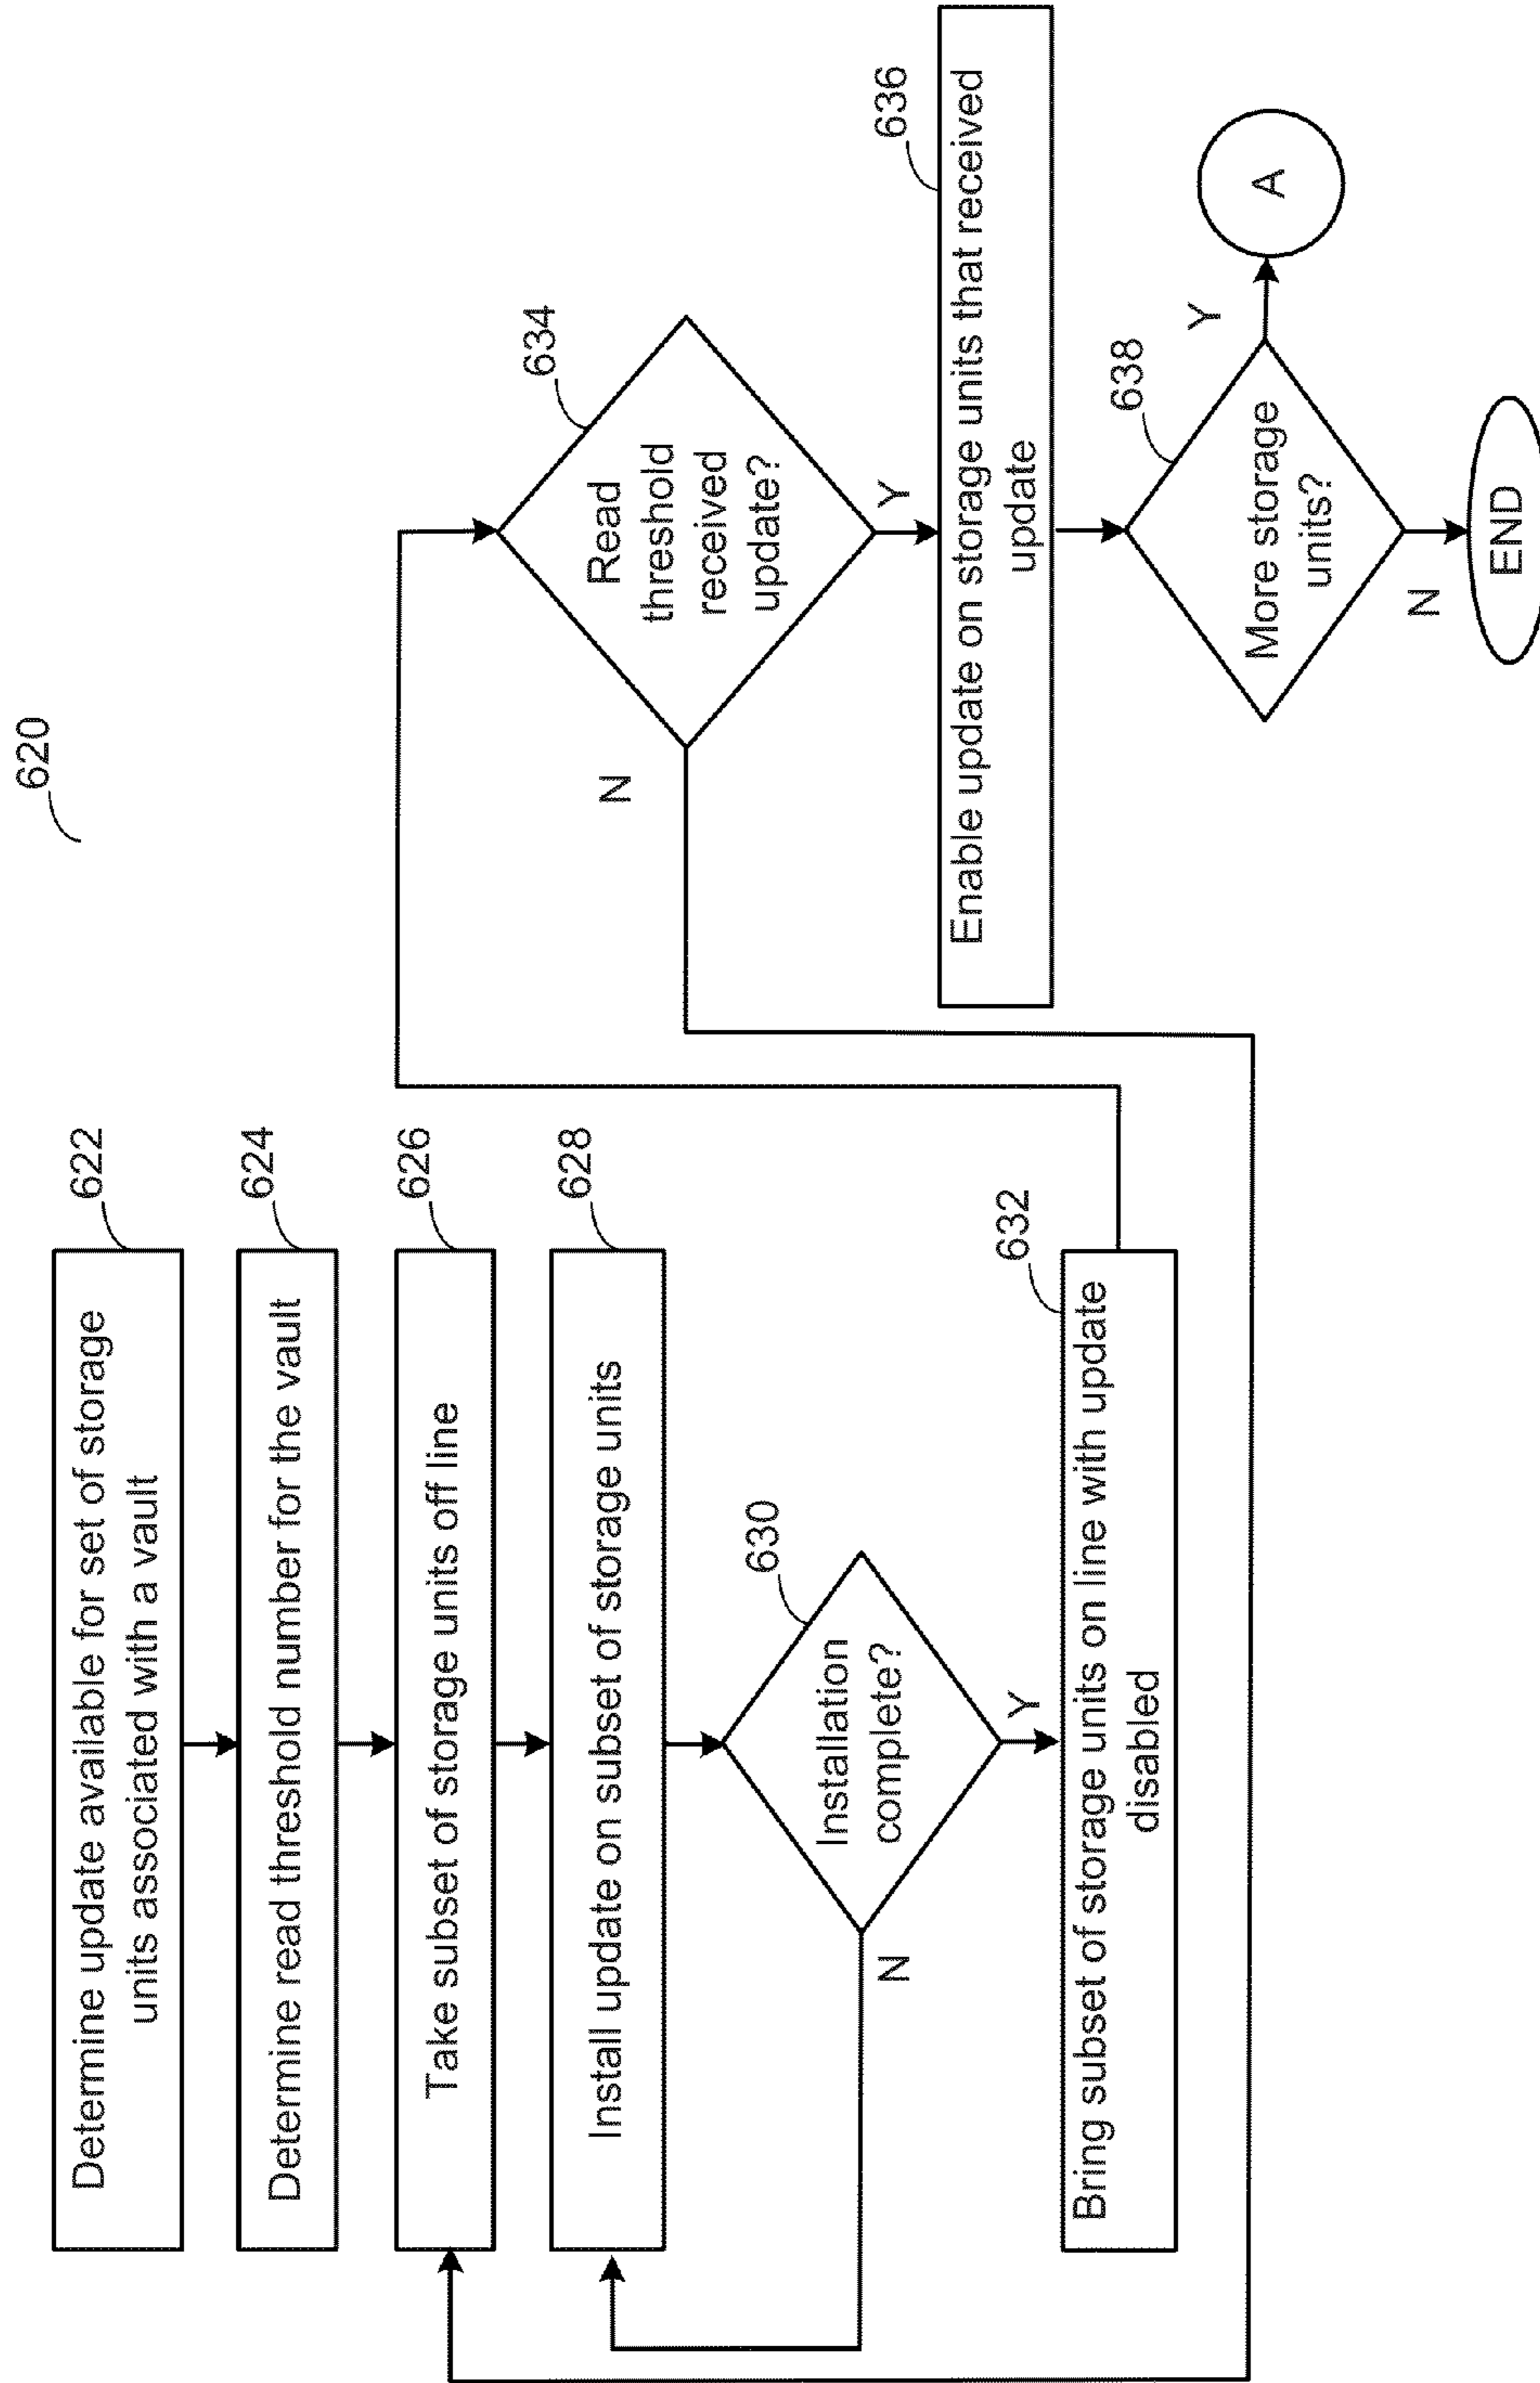 620
622
Determine update available for set of storage
units associated with a vault
624
Determine read threshold number for the vault
626
Take subset of storage units off line
628
Install update on subset of storage units
630
Installation
complete?
N
Y
632
Bring subset of storage units on line with update
disabled
634
Read
threshold
received
update?
N
Y
636
Enable update on storage units that received
update
638
More storage
units?
Y
A
N
END